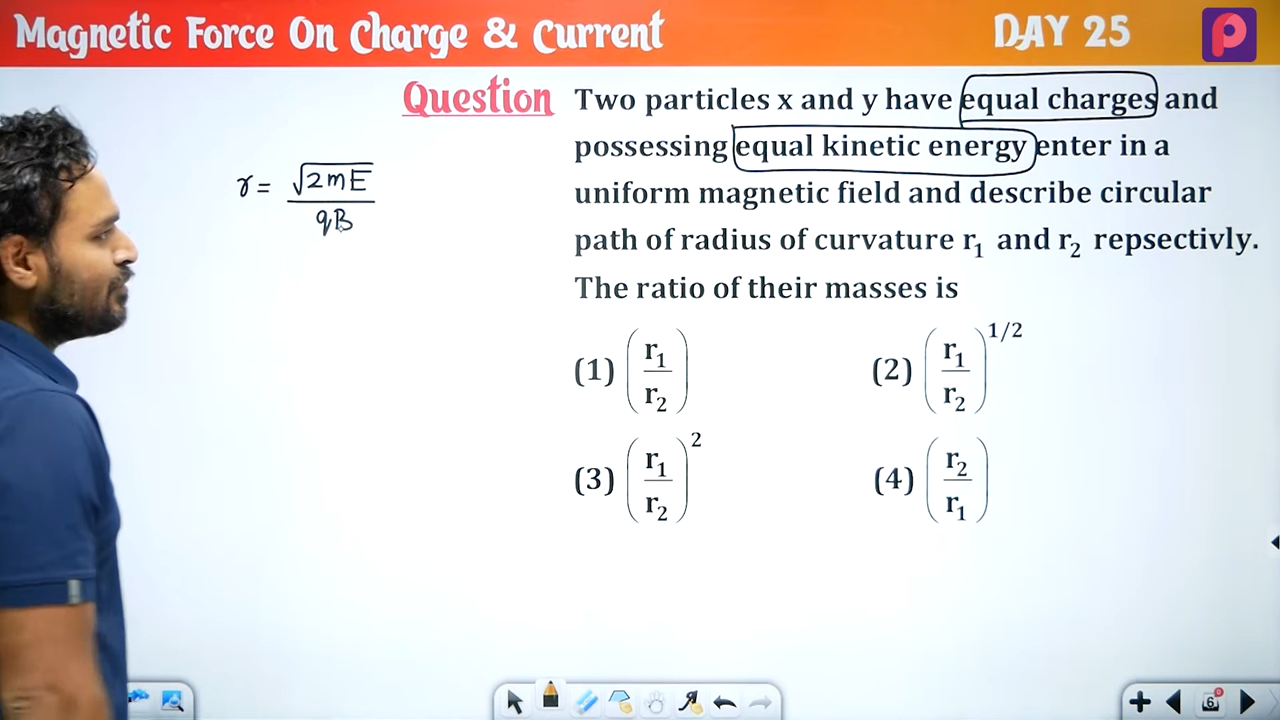 Magnetic Force On Charge & Current
DAY 25
Question Two particles x and y have equal charges and
possessing equal kinetic energy enter in a
uniform magnetic field and describe circular
path of radius of curvature r₁ and r₂ repsectivly.
The ratio of their masses is
r = √2mE / qB
(1) (r₁/r₂)
(2) (r₁/r₂)^1/2
(3) (r₁/r₂)^2
(4) (r₂/r₁)
6